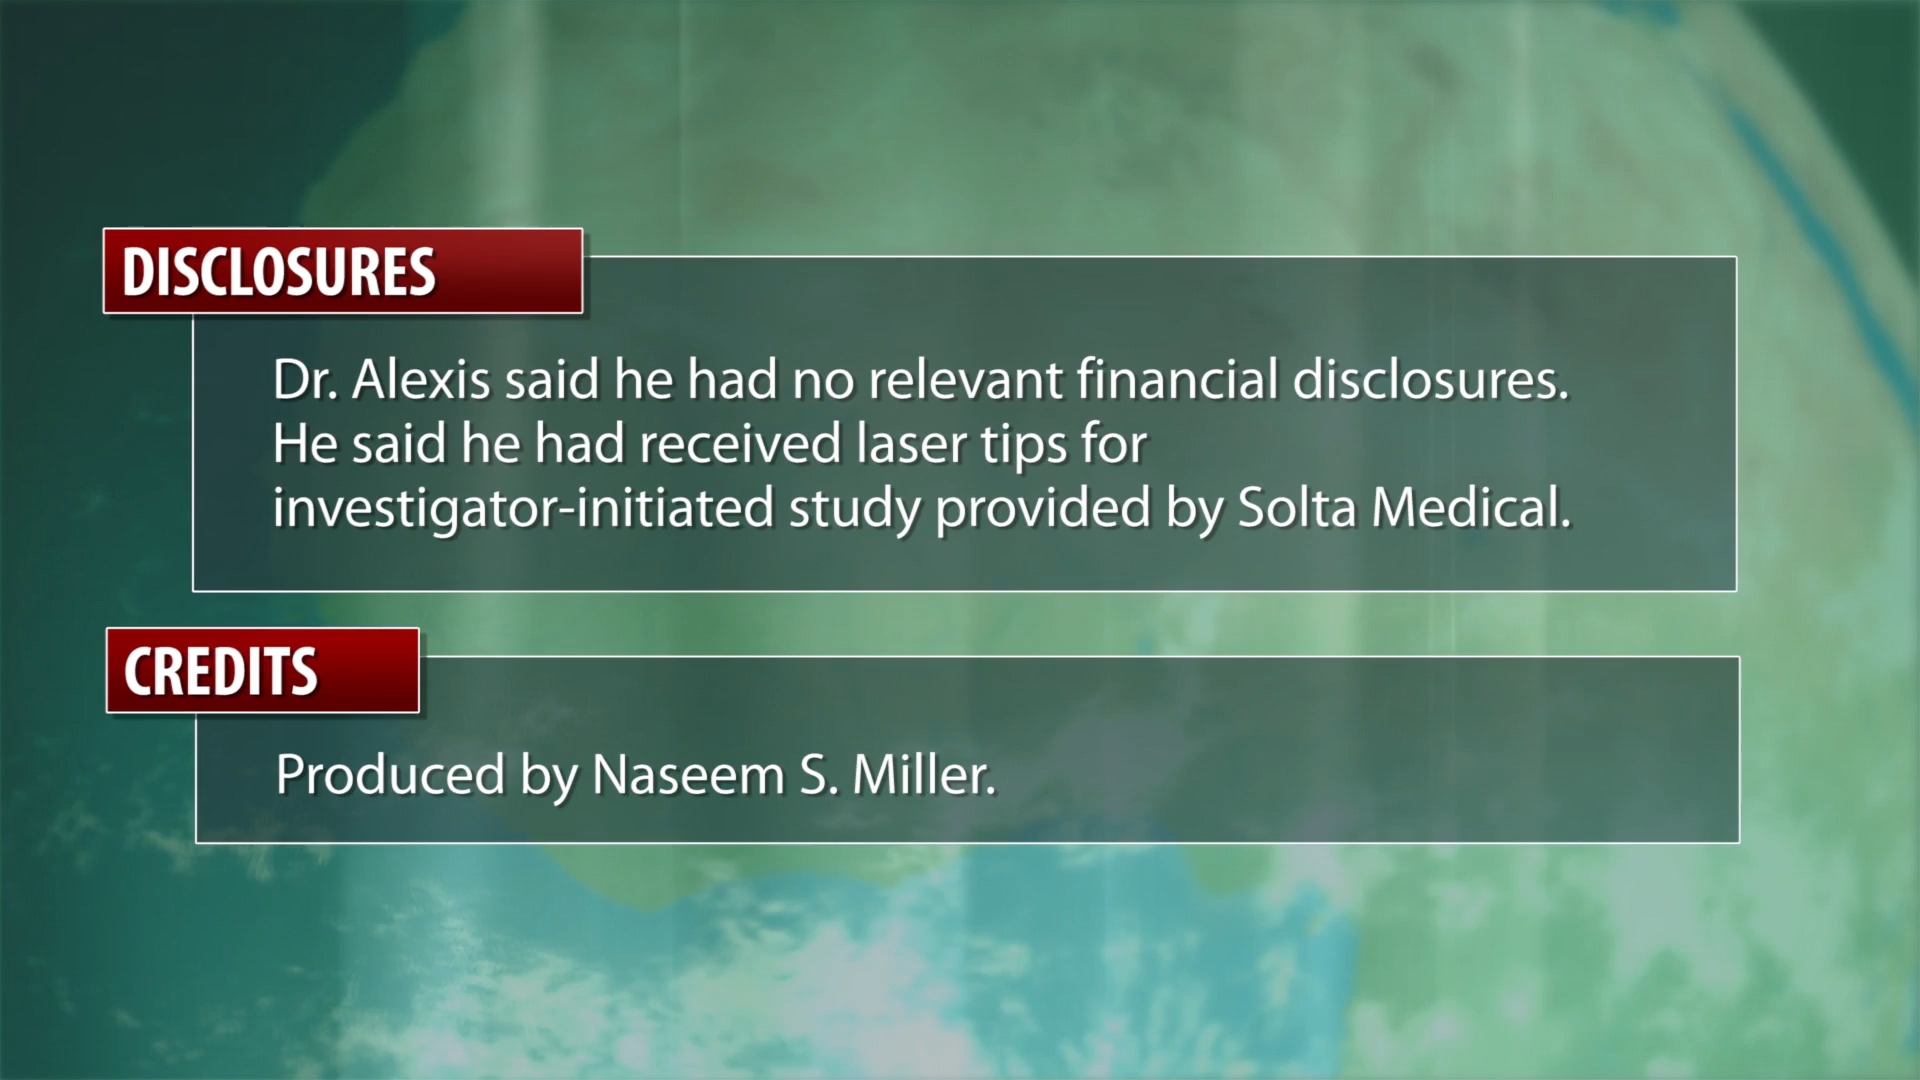 DISCLOSURES
Dr. Alexis said he had no relevant financial disclosures.
He said he had received laser tips for
investigator-initiated study provided by Solta Medical.
CREDITS
Produced by Naseem S. Miller.